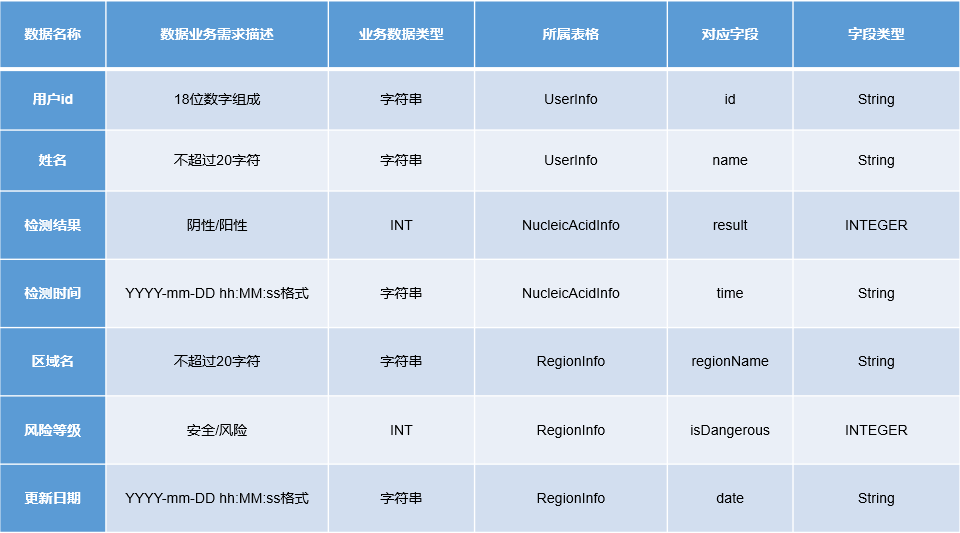 数据名称 数据业务需求描述 业务数据类型 所属表格 对应字段 字段类型
用户id 18位数字组成 字符串 UserInfo id String
姓名 不超过20字符 字符串 UserInfo name String
检测结果 阴性/阳性 INT NucleicAcidInfo result INTEGER
检测时间 YYYY-mm-DD hh:MM:ss格式 字符串 NucleicAcidInfo time String
区域名 不超过20字符 字符串 RegionInfo regionName String
风险等级 安全/风险 INT RegionInfo isDangerous INTEGER
更新日期 YYYY-mm-DD hh:MM:ss格式 字符串 RegionInfo date String